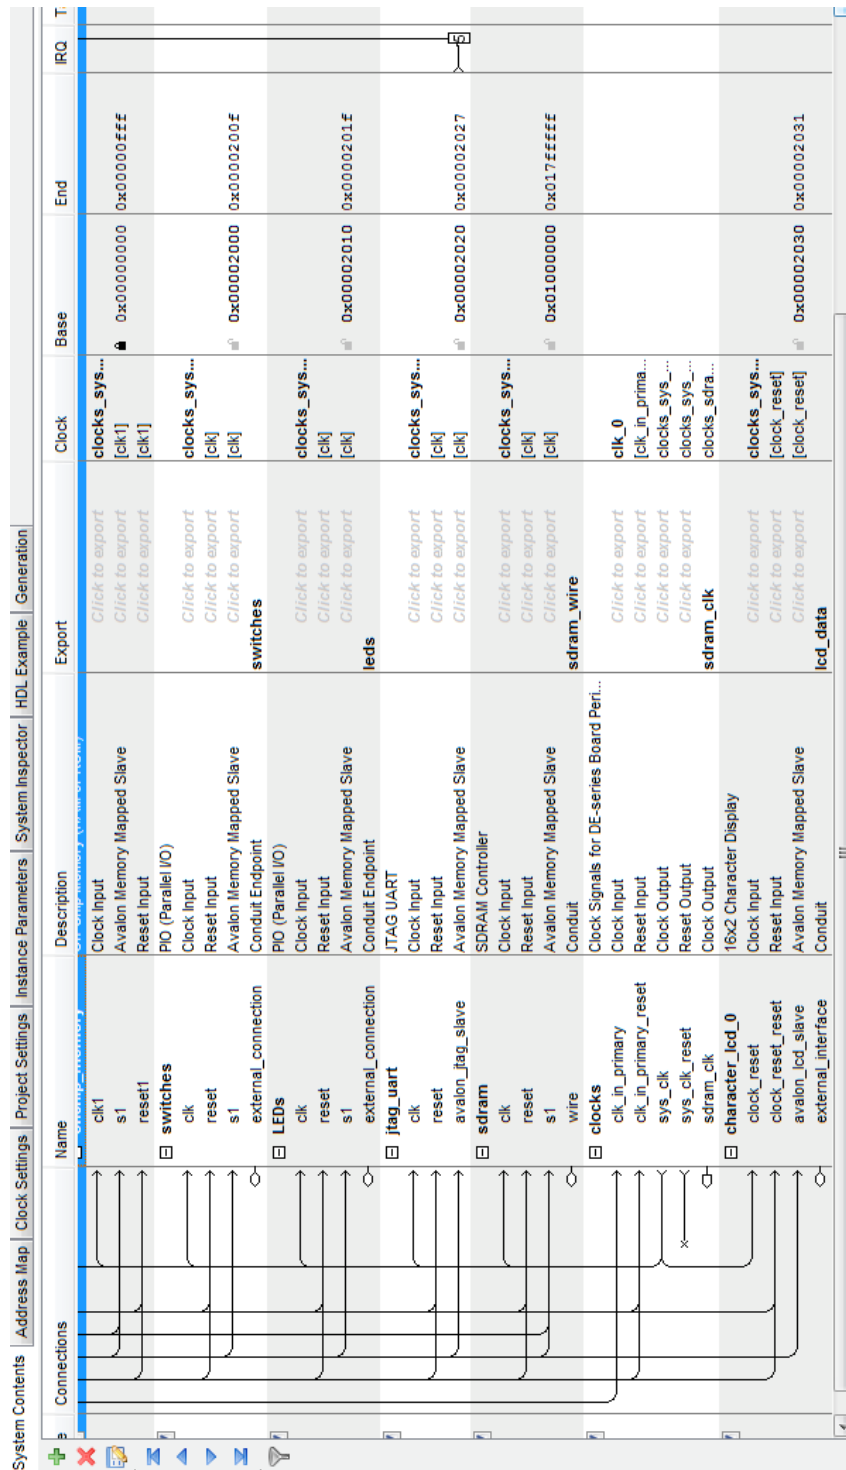 System Contents Address Map Clock Settings Project Settings Instance Parameters System Inspector HDL Example Generation
e Connections Name Description Export Clock Base End IRQ T
onchip_memory On-Chip Memory (RAM or ROM)
clk1 Clock Input Click to export clocks_sys...
s1 Avalon Memory Mapped Slave Click to export [clk1] 0x00000000 0x00000fff
reset1 Reset Input Click to export [clk1]
switches PIO (Parallel I/O)
clk Clock Input Click to export clocks_sys...
reset Reset Input Click to export [clk]
s1 Avalon Memory Mapped Slave Click to export [clk] 0x00002000 0x0000200f
external_connection Conduit Endpoint switches
LEDs PIO (Parallel I/O)
clk Clock Input Click to export clocks_sys...
reset Reset Input Click to export [clk]
s1 Avalon Memory Mapped Slave Click to export [clk] 0x00002010 0x0000201f
external_connection Conduit Endpoint leds
jtag_uart JTAG UART
clk Clock Input Click to export clocks_sys...
reset Reset Input Click to export [clk]
avalon_jtag_slave Avalon Memory Mapped Slave Click to export [clk] 0x00002020 0x00002027 5
sdram SDRAM Controller
clk Clock Input Click to export clocks_sys...
reset Reset Input Click to export [clk]
s1 Avalon Memory Mapped Slave Click to export [clk] 0x01000000 0x017fffff
wire Conduit sdram_wire
clocks Clock Signals for DE-series Board Peri...
clk_in_primary Clock Input Click to export clk_0
clk_in_primary_reset Reset Input Click to export [clk_in_prima...
sys_clk Clock Output Click to export clocks_sys_...
sys_clk_reset Reset Output Click to export clocks_sys_...
sdram_clk Clock Output sdram_clk clocks_sdra...
character_lcd_0 16x2 Character Display
clock_reset Clock Input Click to export clocks_sys...
clock_reset_reset Reset Input Click to export [clock_reset]
avalon_lcd_slave Avalon Memory Mapped Slave Click to export [clock_reset] 0x00002030 0x00002031
external_interface Conduit lcd_data